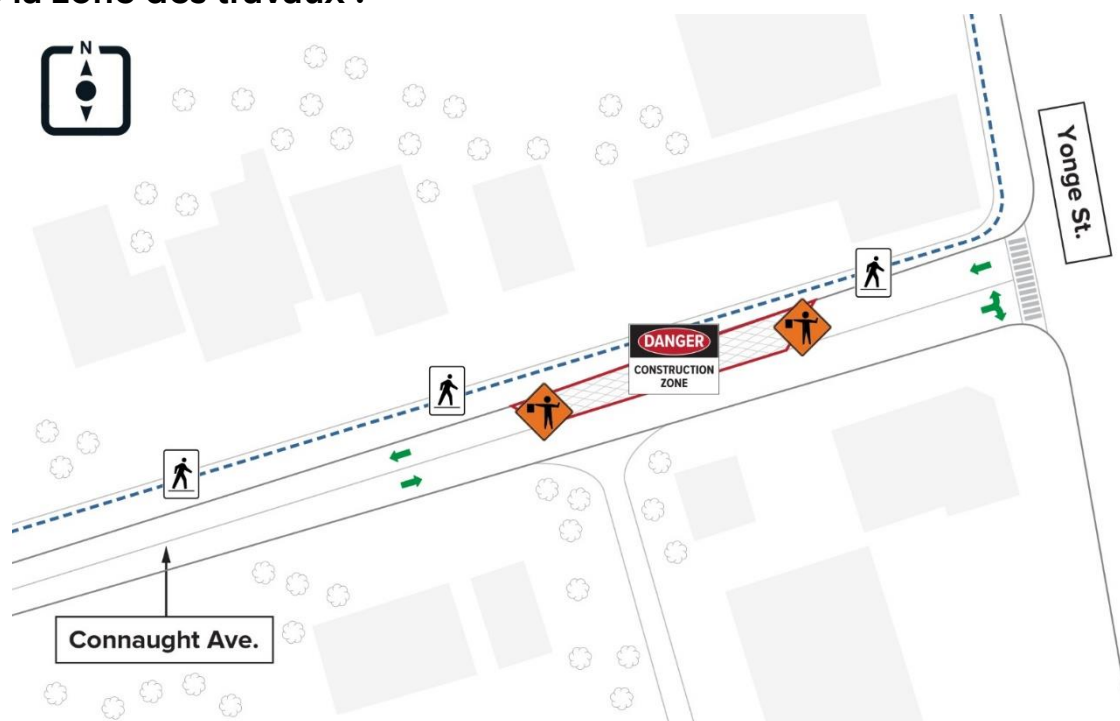 la zone des travaux :
N
Yonge St.
DANGER
CONSTRUCTION
ZONE
Connaught Ave.